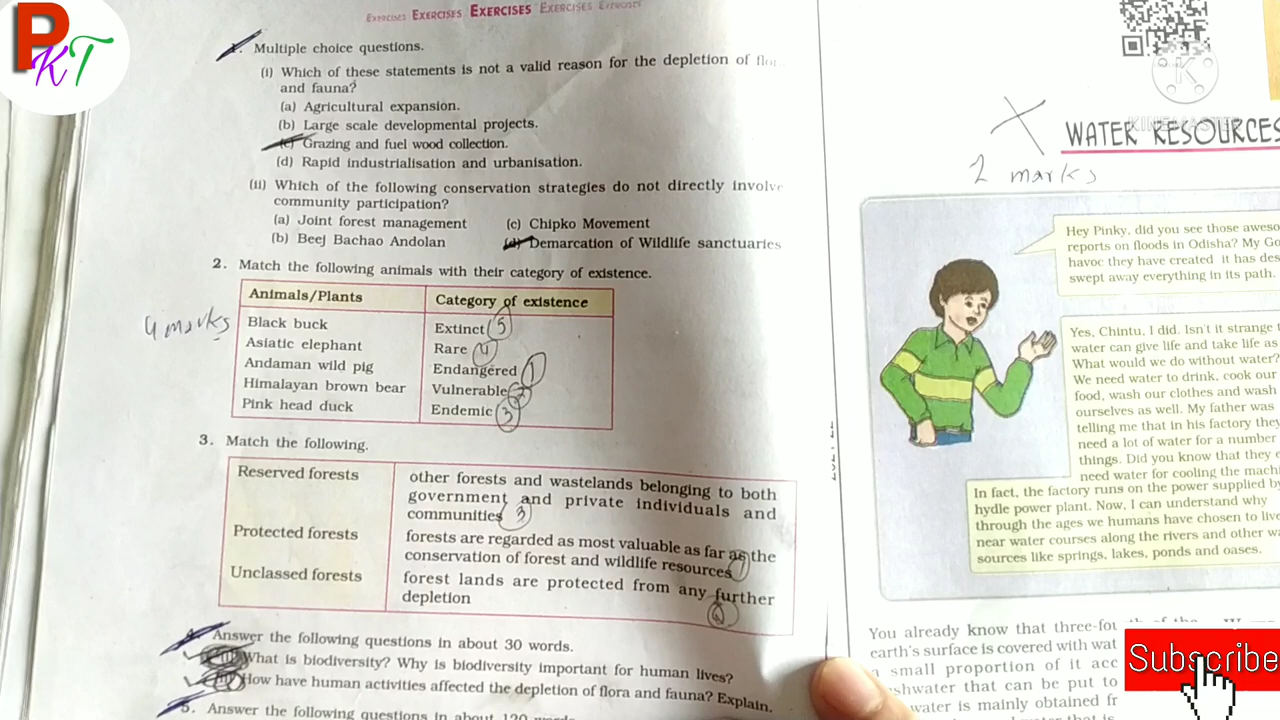 PKT
EXERCISES EXERCISES EXERCISES EXERCISES EXERCISES
1. Multiple choice questions.
(i) Which of these statements is not a valid reason for the depletion of
and fauna?
(a) Agricultural expansion.
(b) Large scale developmental projects.
(c) Grazing and fuel wood collection.
(d) Rapid industrialisation and urbanisation.
(ii) Which of the following conservation strategies do not directly involve
community participation?
(a) Joint forest management (c) Chipko Movement
(b) Beej Bachao Andolan (d) Demarcation of Wildlife sanctuaries
2. Match the following animals with their category of existence.
4 marks
Animals/Plants Category of existence
Black buck Extinct 5
Asiatic elephant Rare 4
Andaman wild pig Endangered 1
Himalayan brown bear Vulnerable
Pink head duck Endemic 3
3. Match the following.
Reserved forests other forests and wastelands belonging to both
government and private individuals and
communities 3
Protected forests forests are regarded as most valuable as far as the
conservation of forest and wildlife resources 1
Unclassed forests forest lands are protected from any further
depletion
Answer the following questions in about 30 words.
What is biodiversity? Why is biodiversity important for human lives?
How have human activities affected the depletion of flora and fauna? Explain.
5. Answer the following questions in about 120 words.
K
KINEMASTER
WATER RESOURCES
2 marks
Hey Pinky, did you see those
reports on floods in Odisha? My
havoc they have created it has
swept away everything in its path.
Yes, Chintu, I did. Isn't it strange
water can give life and take life as
What would we do without water?
We need water to drink, cook our
food, wash our clothes and wash
ourselves as well. My father was
telling me that in his factory they
need a lot of water for a number
things. Did you know that they
need water for cooling the
In fact, the factory runs on the power supplied by
hydle power plant. Now, I can understand why
through the ages we humans have chosen to live
near water courses along the rivers and other
sources like springs, lakes, ponds and oases.
You already know that
earth's surface is covered with
a small proportion of it
that can be put to
water is mainly obtained
Subscribe